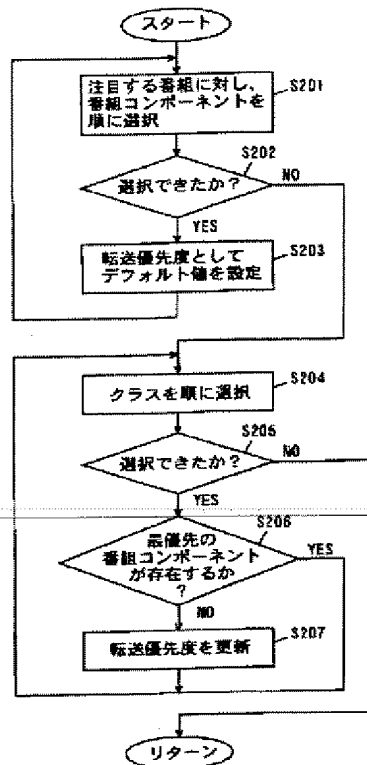 スタート
注目する番組に対し、
番組コンポーネントを
順に選択
S201
選択できたか?
S202
NO
YES
転送優先度として
デフォルト値を設定
S203
クラスを順に選択
S204
選択できたか?
S205
NO
YES
最優先の
番組コンポーネント
が存在するか
?
S206
YES
NO
転送優先度を更新
S207
リターン